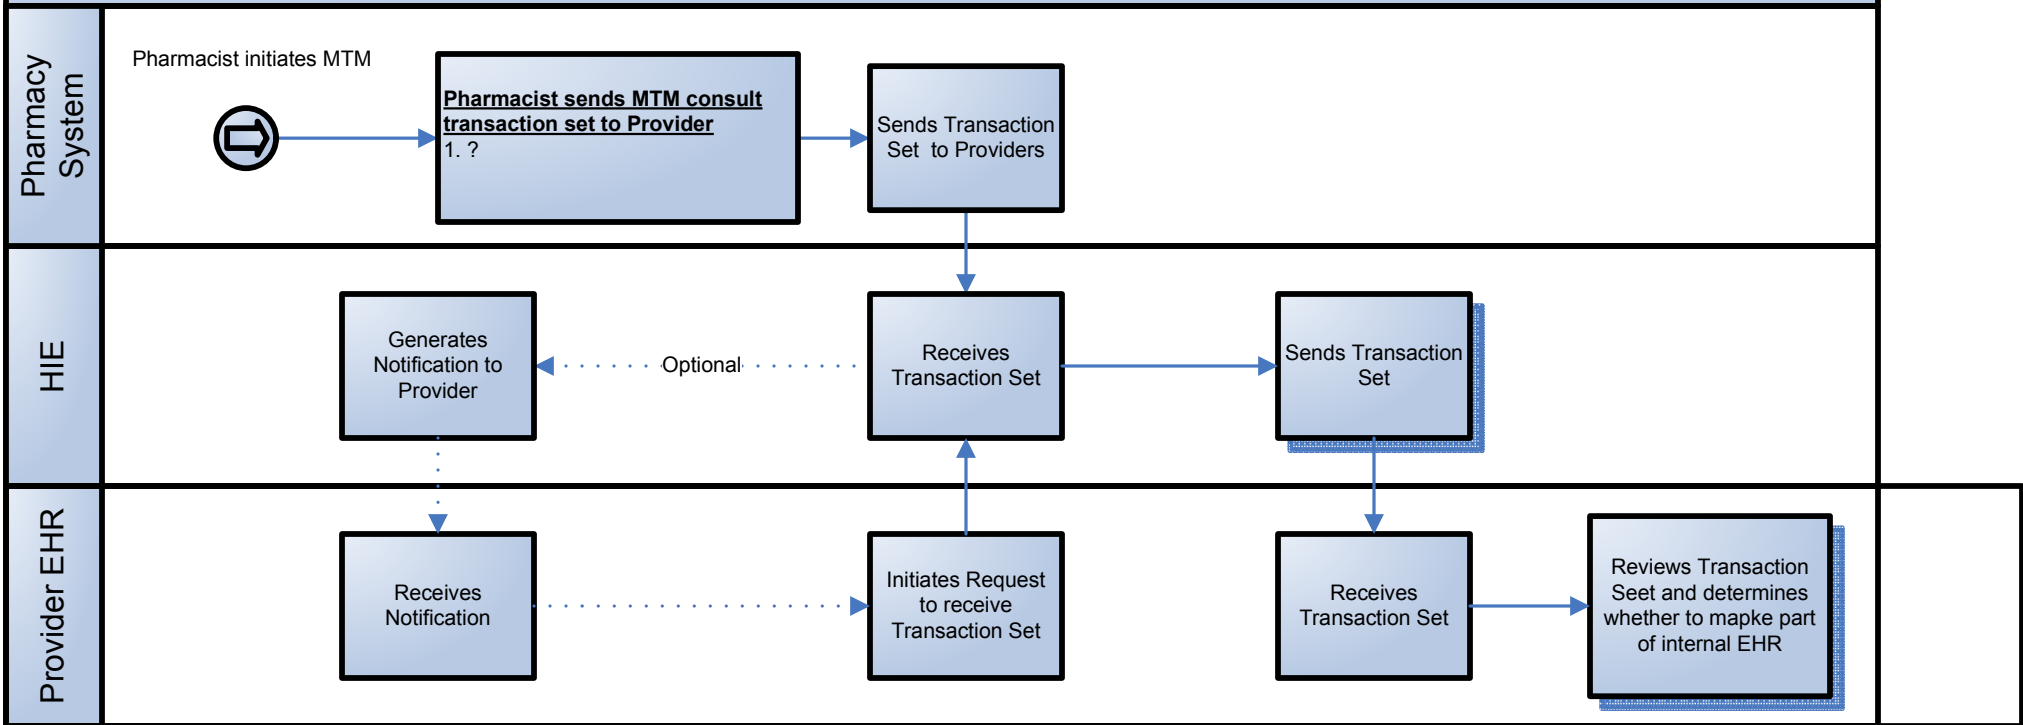 Pharmacy
System
Pharmacist initiates MTM
Pharmacist sends MTM consult
transaction set to Provider
1. ?
Sends Transaction
Set to Providers
HIE
Generates
Notification to
Provider
Optional
Receives
Transaction Set
Sends Transaction
Set
Provider EHR
Receives
Notification
Initiates Request
to receive
Transaction Set
Receives
Transaction Set
Reviews Transaction
Seet and determines
whether to mapke part
of internal EHR